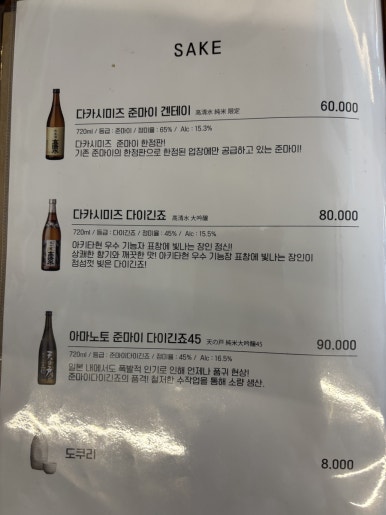 SAKE
다카시미즈 준마이 겐테이 高清水 純米 限定 60.000
720ml / 등급 : 준마이 / 정미율 : 65% / Alc : 15.3%
다카시미즈 준마이 한정판!
기존 준마이의 한정판으로 한정된 업장에만 공급하고 있는 준마이!
다카시미즈 다이긴죠 高清水 大吟醸 80.000
720ml / 등급 : 다이긴죠 / 정미율 : 45% / Alc : 15.5%
아키타현 우수 기능자 표창에 빛나는 장인 정신!
상쾌한 향기와 깨끗한 맛! 아키타현 우수 기능장 표창에 빛나는 장인이
정성껏 빚은 다이긴죠!
아마노토 준마이 다이긴죠45 天の戸 純米大吟醸45 90.000
720ml / 등급 : 준마이다이긴죠 / 정미율 : 45% / Alc : 16.5%
일본 내에서도 폭발적 인기로 인해 언제나 품귀 현상!
준마이다이긴죠의 품격! 철저한 수작업을 통해 소량 생산.
도쿠리 8.000